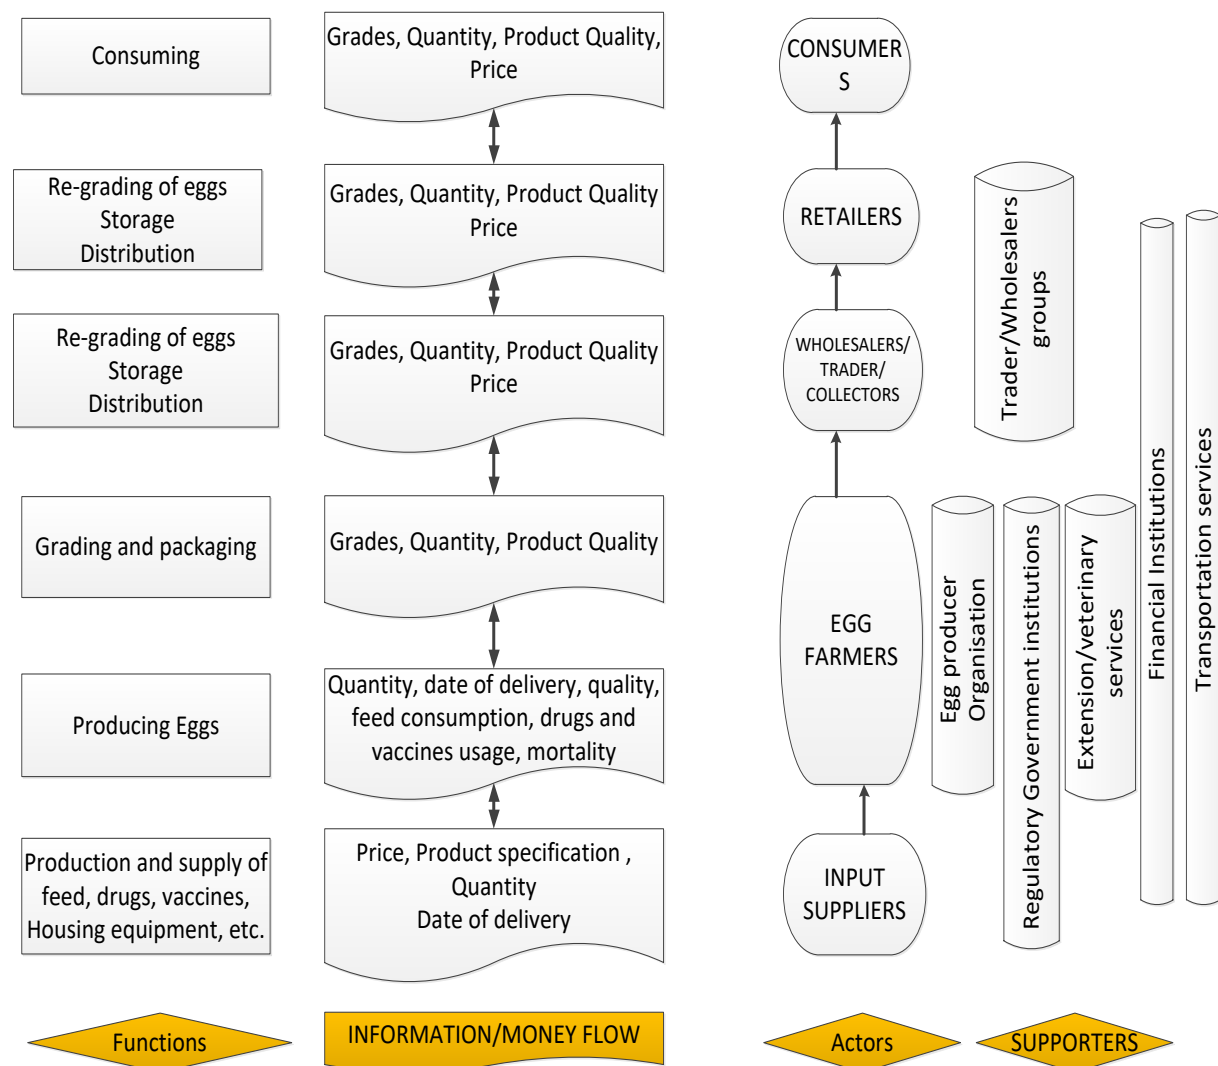 Consuming
Grades, Quantity, Product Quality,
Price
CONSUMER
S
Re-grading of eggs
Storage
Distribution
Grades, Quantity, Product Quality
Price
RETAILERS
Trader/Wholesalers
groups
Re-grading of eggs
Storage
Distribution
Grades, Quantity, Product Quality
Price
WHOLESALERS/
TRADER/
COLLECTORS
Grading and packaging
Grades, Quantity, Product Quality
EGG
FARMERS
Egg producer
Organisation
Regulatory Government institutions
Extension/veterinary
services
Financial Institutions
Transportation services
Producing Eggs
Quantity, date of delivery, quality,
feed consumption, drugs and
vaccines usage, mortality
Production and supply of
feed, drugs, vaccines,
Housing equipment, etc.
Price, Product specification ,
Quantity
Date of delivery
INPUT
SUPPLIERS
Functions
INFORMATION/MONEY FLOW
Actors
SUPPORTERS